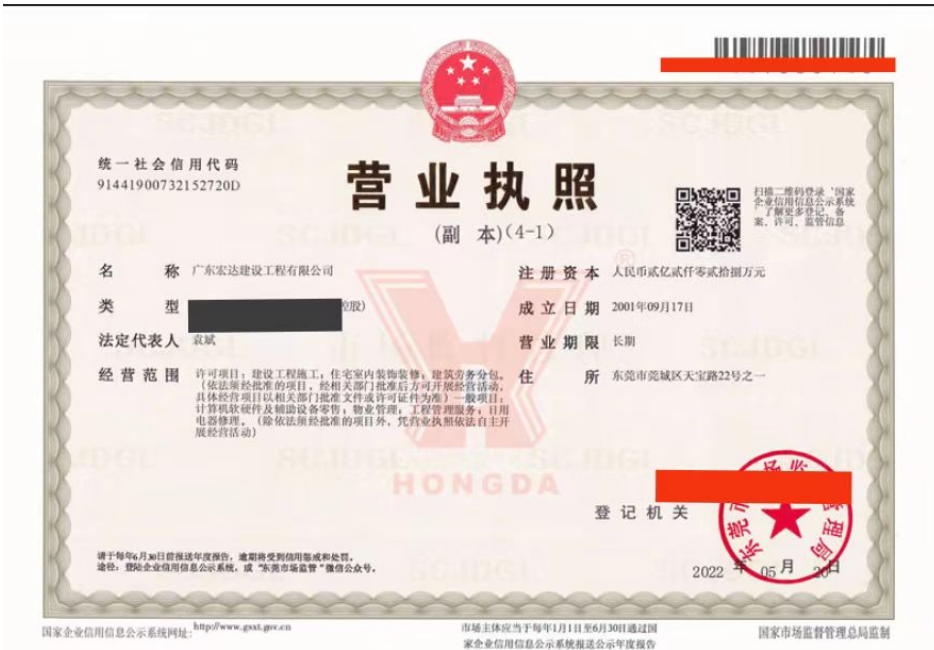 统一社会信用代码
91441900732152720D
营业执照
(副 本)(4-1)
扫描二维码登录‘国家
企业信用信息公示系统
’了解更多登记、备
案、许可、监管信息
名 称 广东宏达建设工程有限公司
类 型 控股)
法定代表人 袁斌
经营范围 许可项目:建设工程施工;住宅室内装饰装修;建筑劳务分包。
(依法须经批准的项目,经相关部门批准后方可开展经营活动,
具体经营项目以相关部门批准文件或许可证件为准)一般项目:
计算机软硬件及辅助设备零售;物业管理;工程管理服务;日用
电器修理。(除依法须经批准的项目外,凭营业执照依法自主开
展经营活动)
注册资本 人民币贰亿贰仟零贰拾捌万元
成立日期 2001年09月17日
营业期限 长期
住 所 东莞市莞城区天宝路22号之一
®
HONGDA
SCJDGL
登记机关
2022 年 05 月 20 日
请于每年6月30日前报送年度报告,逾期将受到信用惩戒和处罚。
途径:登陆企业信用信息公示系统,或“东莞市场监管”微信公众号。
国家企业信用信息公示系统网址:http://www.gsxt.gov.cn
市场主体应当于每年1月1日至6月30日通过国
家企业信用信息公示系统报送公示年度报告
国家市场监督管理总局监制